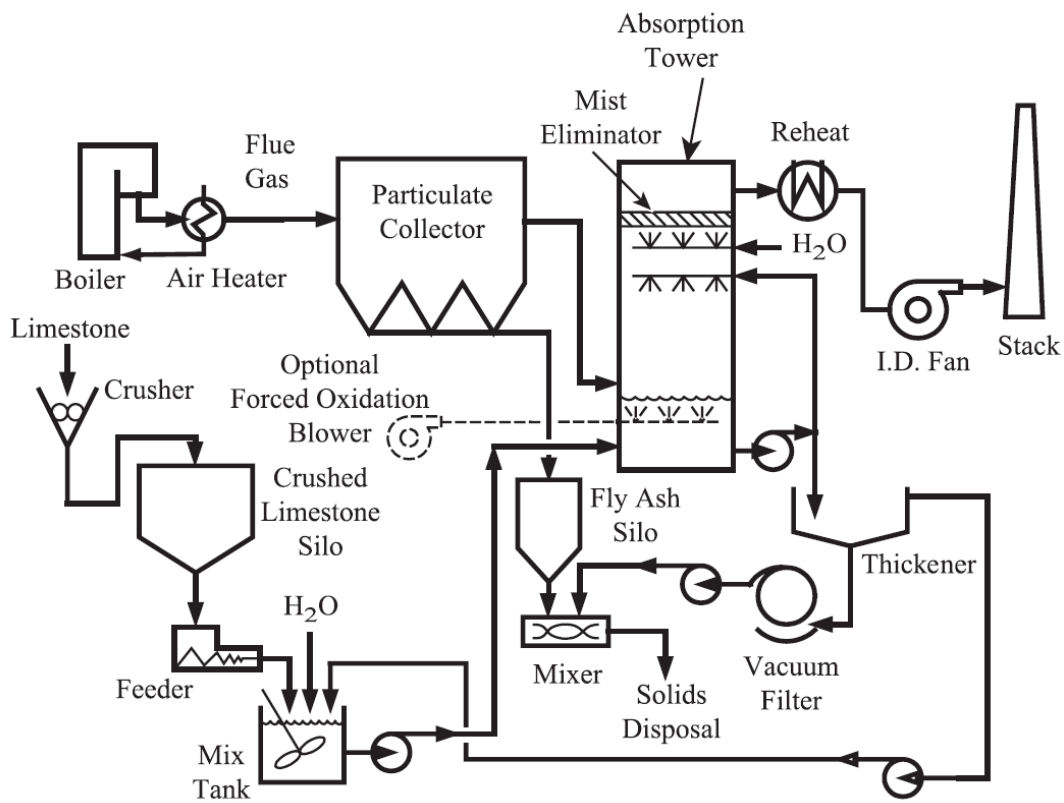 Absorption
Tower
Mist
Eliminator
Reheat
Flue
Gas
Particulate
Collector
H₂O
Boiler
Air Heater
Stack
I.D. Fan
Limestone
Crusher
Optional
Forced Oxidation
Blower
Crushed
Limestone
Silo
Fly Ash
Silo
Thickener
H₂O
Feeder
Mixer
Vacuum
Filter
Solids
Disposal
Mix
Tank